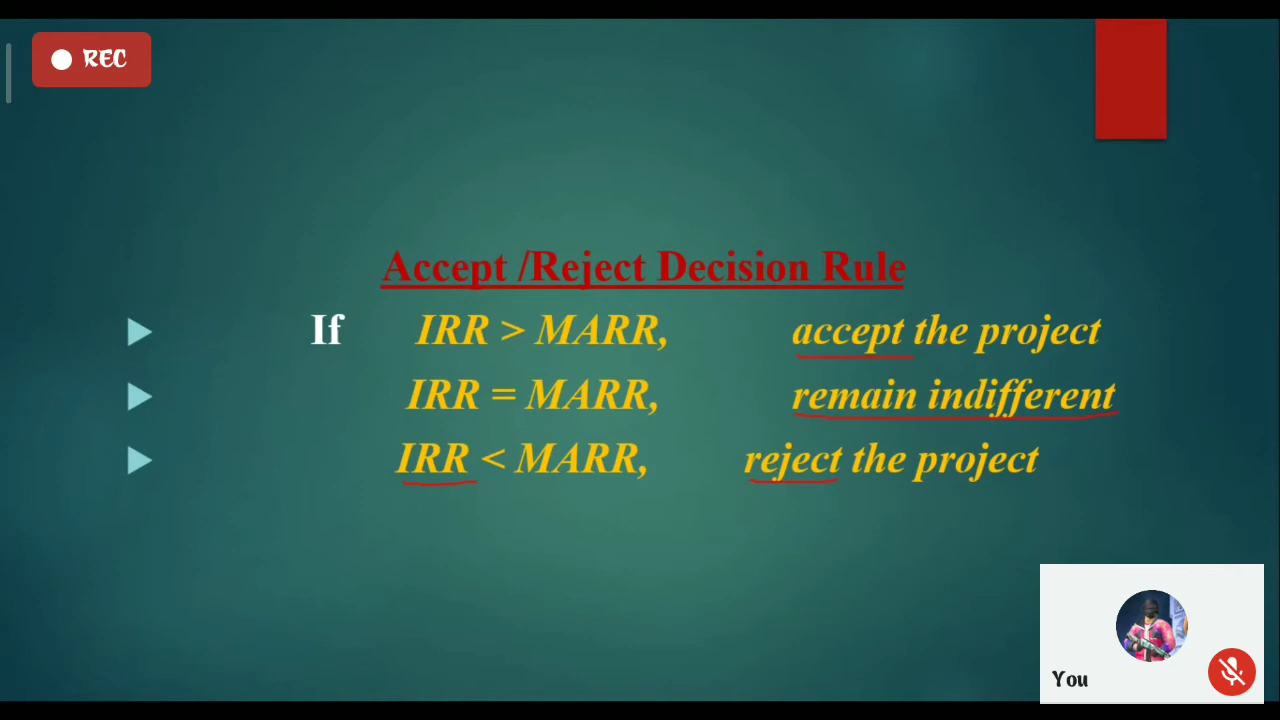 REC
Accept /Reject Decision Rule
If IRR > MARR, accept the project
IRR = MARR, remain indifferent
IRR < MARR, reject the project
You